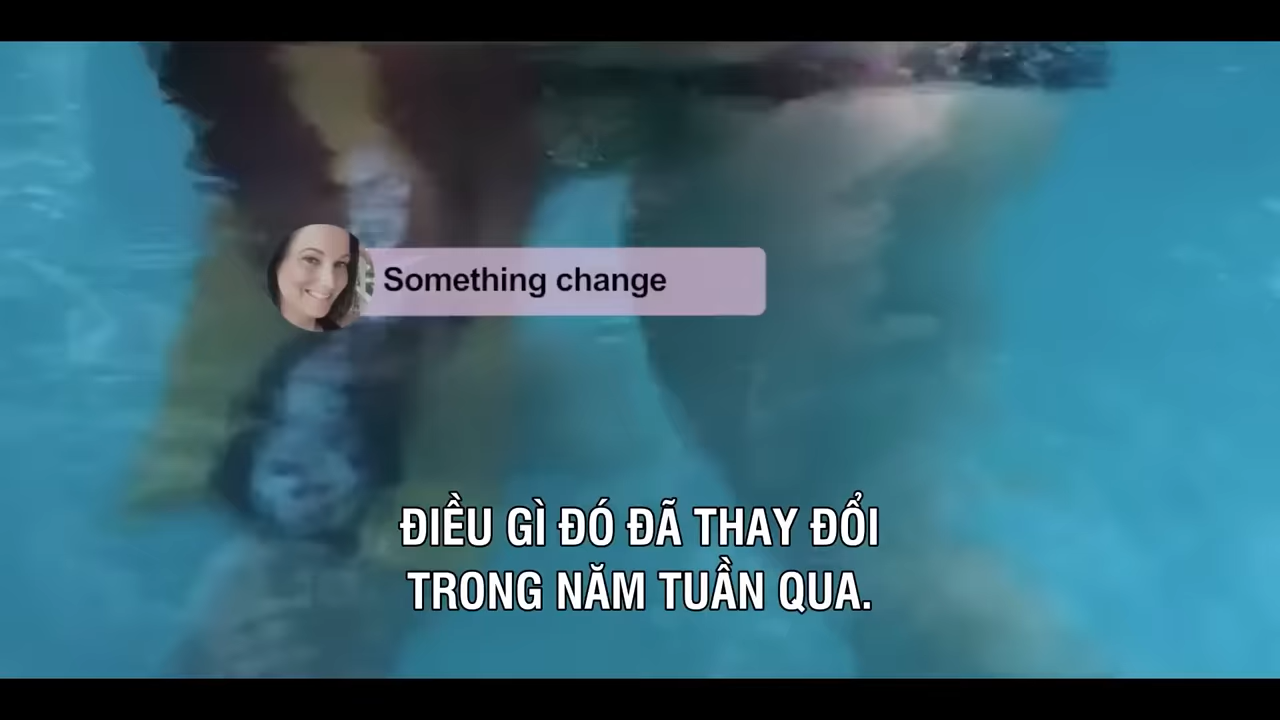 Something change
ĐIỀU GÌ ĐÓ ĐÃ THAY ĐỔI
TRONG NĂM TUẦN QUA.